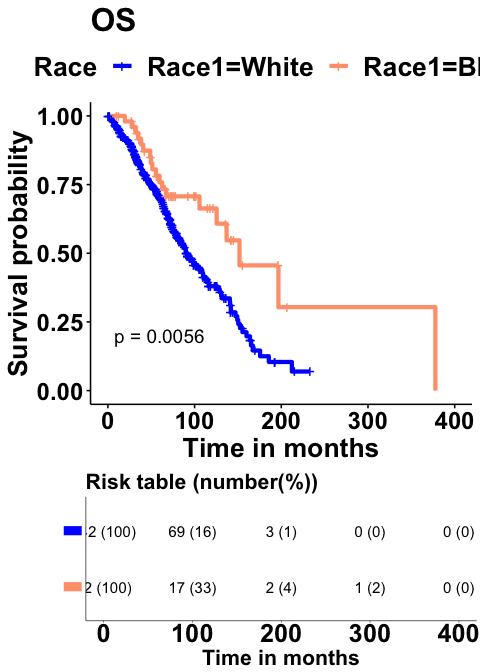 OS
Race Race1=White Race1=Bl
Survival probability
1.00
0.75
0.50
0.25
0.00
p = 0.0056
0 100 200 300 400
Time in months
Risk table (number(%))
2 (100) 69 (16) 3 (1) 0 (0) 0 (0)
2 (100) 17 (33) 2 (4) 1 (2) 0 (0)
0 100 200 300 400
Time in months